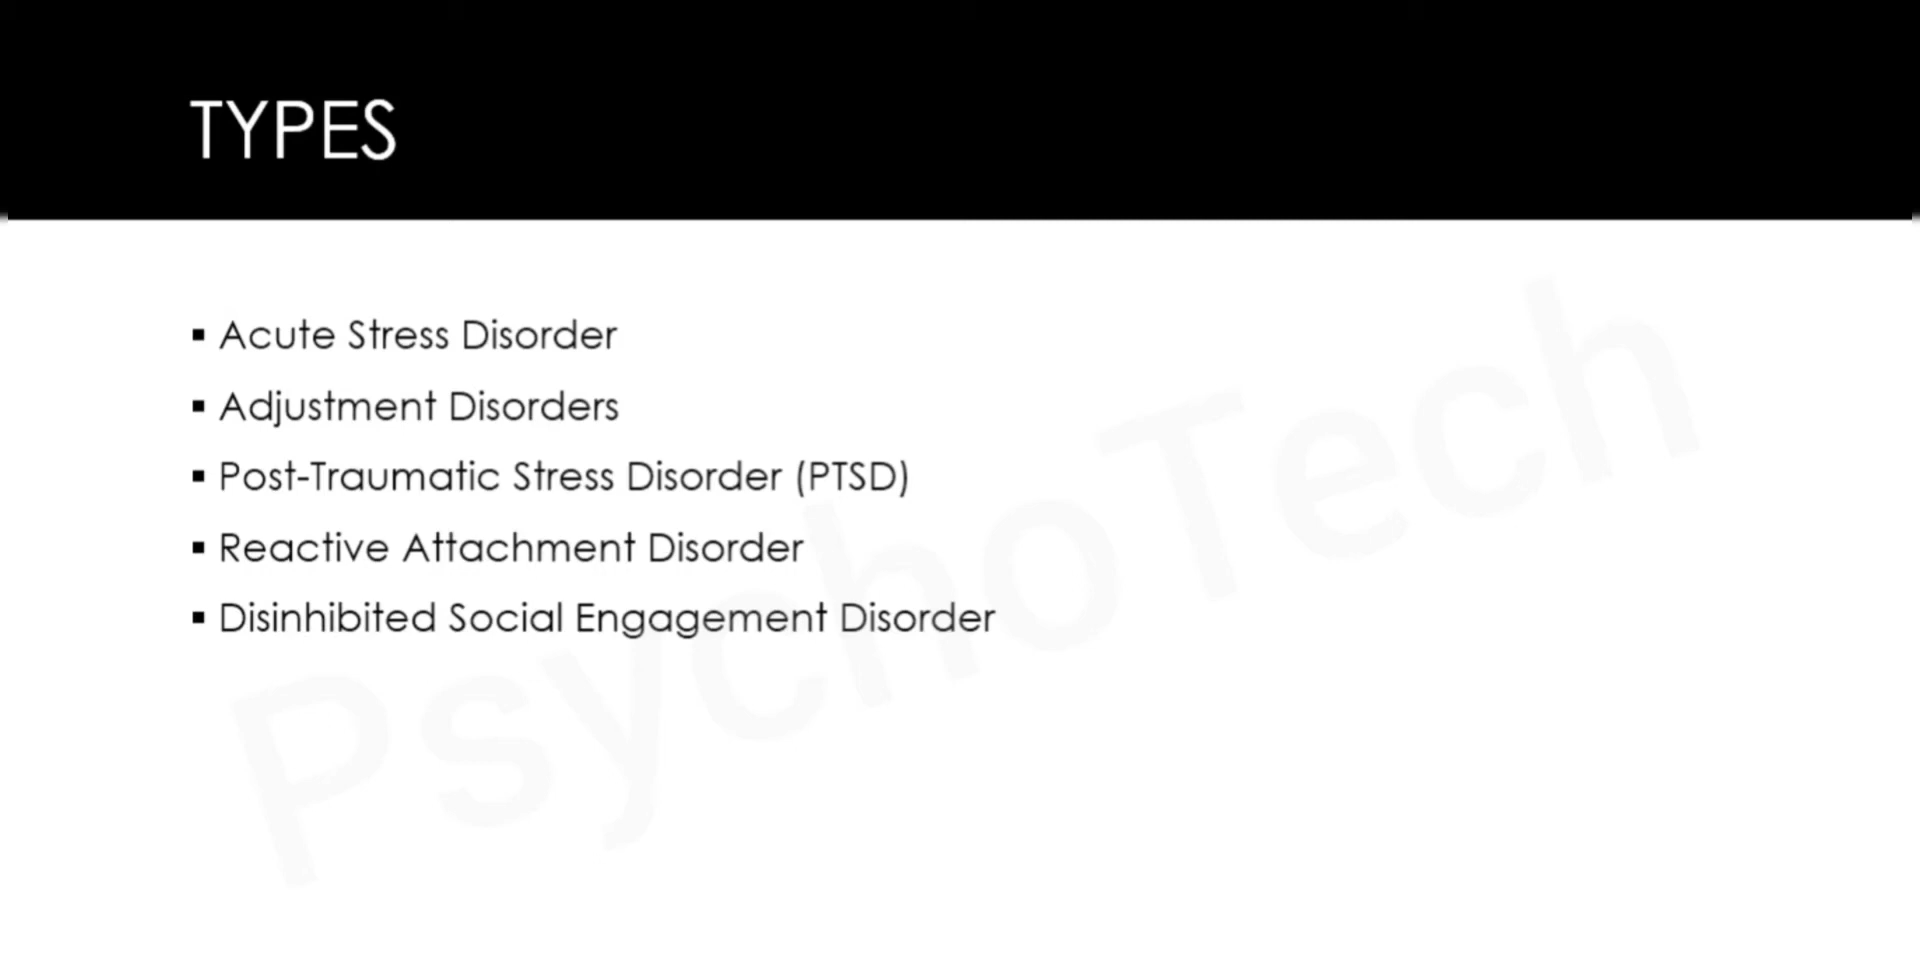 TYPES
▪ Acute Stress Disorder
▪ Adjustment Disorders
▪ Post-Traumatic Stress Disorder (PTSD)
▪ Reactive Attachment Disorder
▪ Disinhibited Social Engagement Disorder
PsychoTech